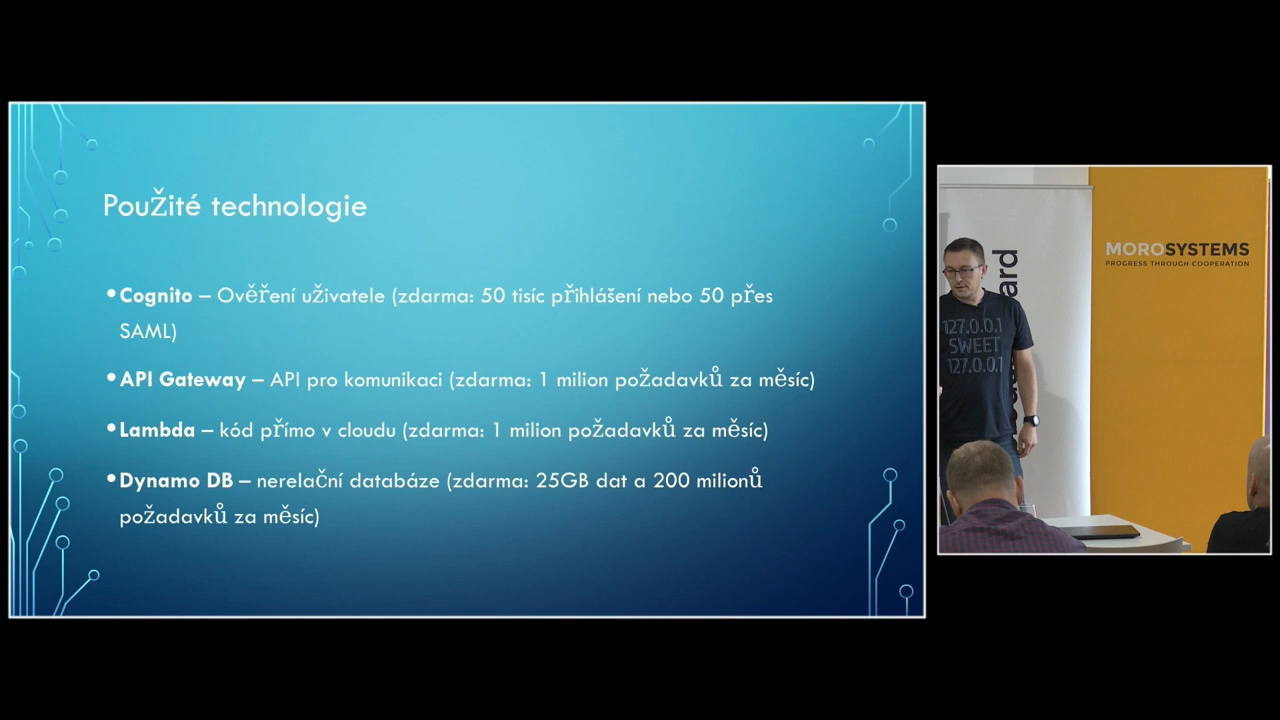 Použité technologie
•Cognito – Ověření uživatele (zdarma: 50 tisíc přihlášení nebo 50 přes
SAML)
•API Gateway – API pro komunikaci (zdarma: 1 milion požadavků za měsíc)
•Lambda – kód přímo v cloudu (zdarma: 1 milion požadavků za měsíc)
•Dynamo DB – nerelační databáze (zdarma: 25GB dat a 200 milionů
požadavků za měsíc)
MOROSYSTEMS
PROGRESS THROUGH COOPERATION
127.0.0.1
SWEET
127.0.0.1